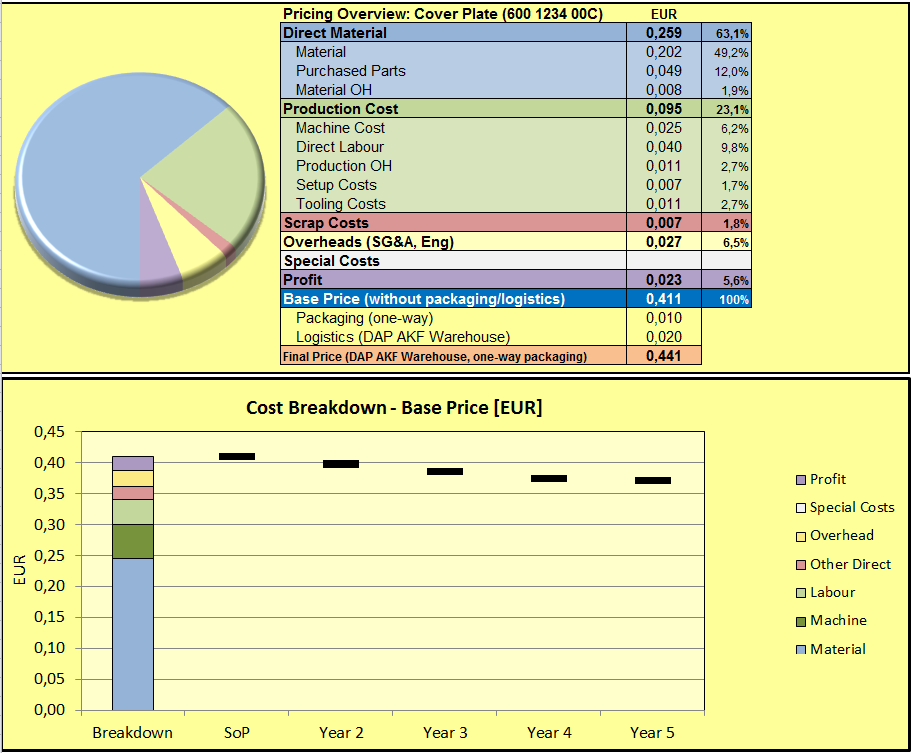 Pricing Overview: Cover Plate (600 1234 00C) EUR
Direct Material 0,259 63,1%
Material 0,202 49,2%
Purchased Parts 0,049 12,0%
Material OH 0,008 1,9%
Production Cost 0,095 23,1%
Machine Cost 0,025 6,2%
Direct Labour 0,040 9,8%
Production OH 0,011 2,7%
Setup Costs 0,007 1,7%
Tooling Costs 0,011 2,7%
Scrap Costs 0,007 1,8%
Overheads (SG&A, Eng) 0,027 6,5%
Special Costs
Profit 0,023 5,6%
Base Price (without packaging/logistics) 0,411 100%
Packaging (one-way) 0,010
Logistics (DAP AKF Warehouse) 0,020
Final Price (DAP AKF Warehouse, one-way packaging) 0,441
Cost Breakdown - Base Price [EUR]
EUR
0,45
0,40
0,35
0,30
0,25
0,20
0,15
0,10
0,05
0,00
Breakdown SoP Year 2 Year 3 Year 4 Year 5
Profit
Special Costs
Overhead
Other Direct
Labour
Machine
Material